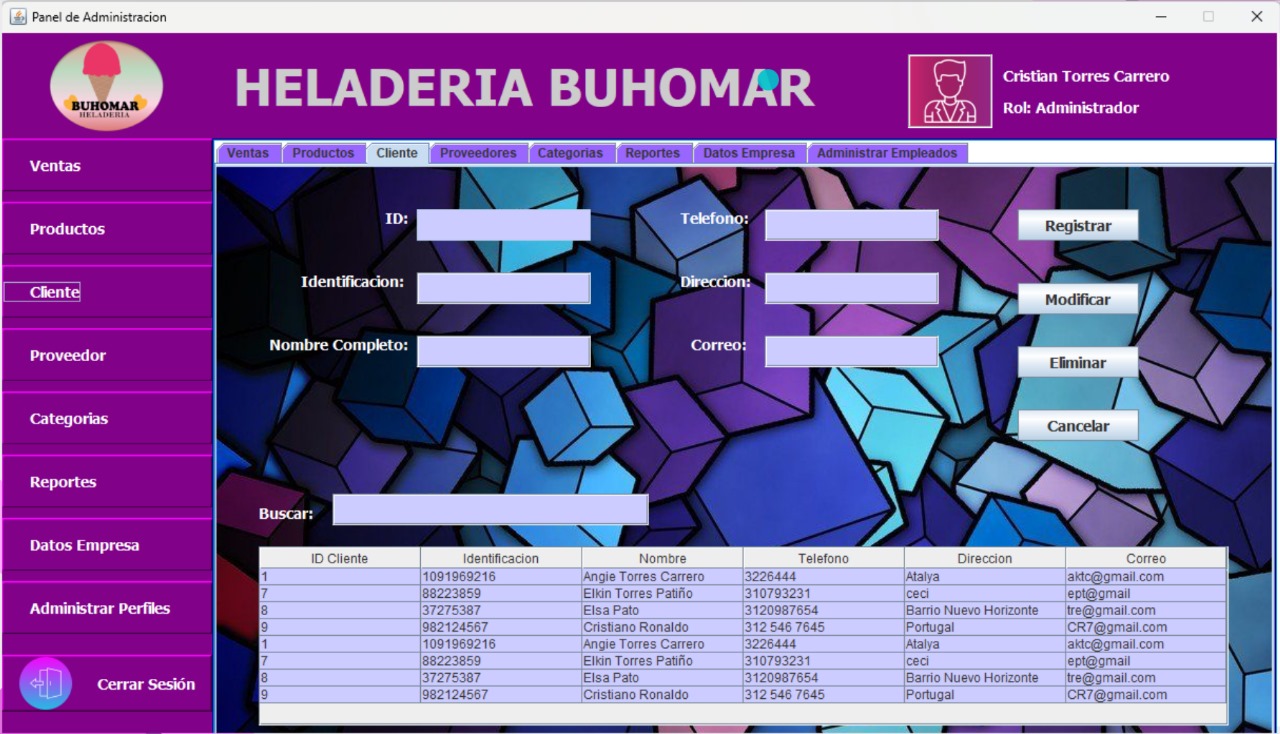 Panel de Administracion
BUHOMAR
HELADERIA
HELADERIA BUHOMAR
Cristian Torres Carrero
Rol: Administrador
Ventas
Productos
Cliente
Proveedor
Categorias
Reportes
Datos Empresa
Administrar Perfiles
Cerrar Sesión
Ventas Productos Cliente Proveedores Categorias Reportes Datos Empresa Administrar Empleados
ID: Telefono: Registrar
Identificacion: Direccion: Modificar
Nombre Completo: Correo: Eliminar
Cancelar
Buscar:
ID Cliente Identificacion Nombre Telefono Direccion Correo
1 1091969216 Angie Torres Carrero 3226444 Atalya aktc@gmail.com
7 88223859 Elkin Torres Patiño 310793231 ceci ept@gmail
8 37275387 Elsa Pato 3120987654 Barrio Nuevo Horizonte tre@gmail.com
9 982124567 Cristiano Ronaldo 312 546 7645 Portugal CR7@gmail.com
1 1091969216 Angie Torres Carrero 3226444 Atalya aktc@gmail.com
7 88223859 Elkin Torres Patiño 310793231 ceci ept@gmail
8 37275387 Elsa Pato 3120987654 Barrio Nuevo Horizonte tre@gmail.com
9 982124567 Cristiano Ronaldo 312 546 7645 Portugal CR7@gmail.com